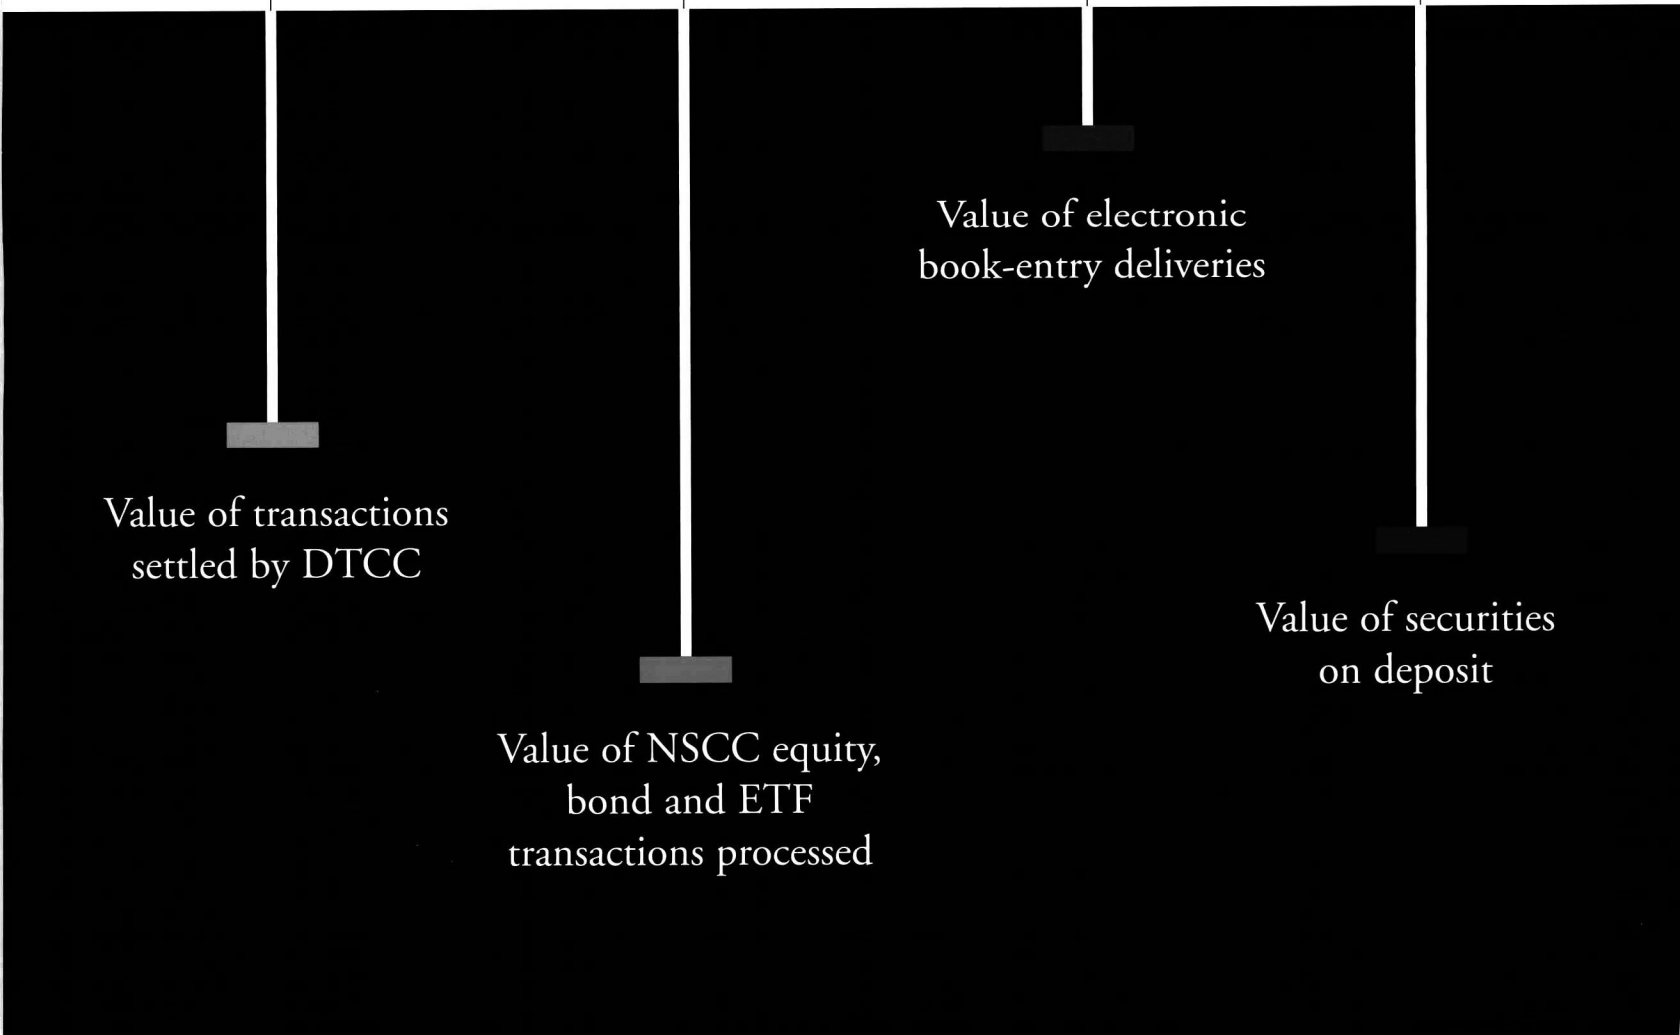 Value of transactions
settled by DTCC
Value of NSCC equity,
bond and ETF
transactions processed
Value of electronic
book-entry deliveries
Value of securities
on deposit